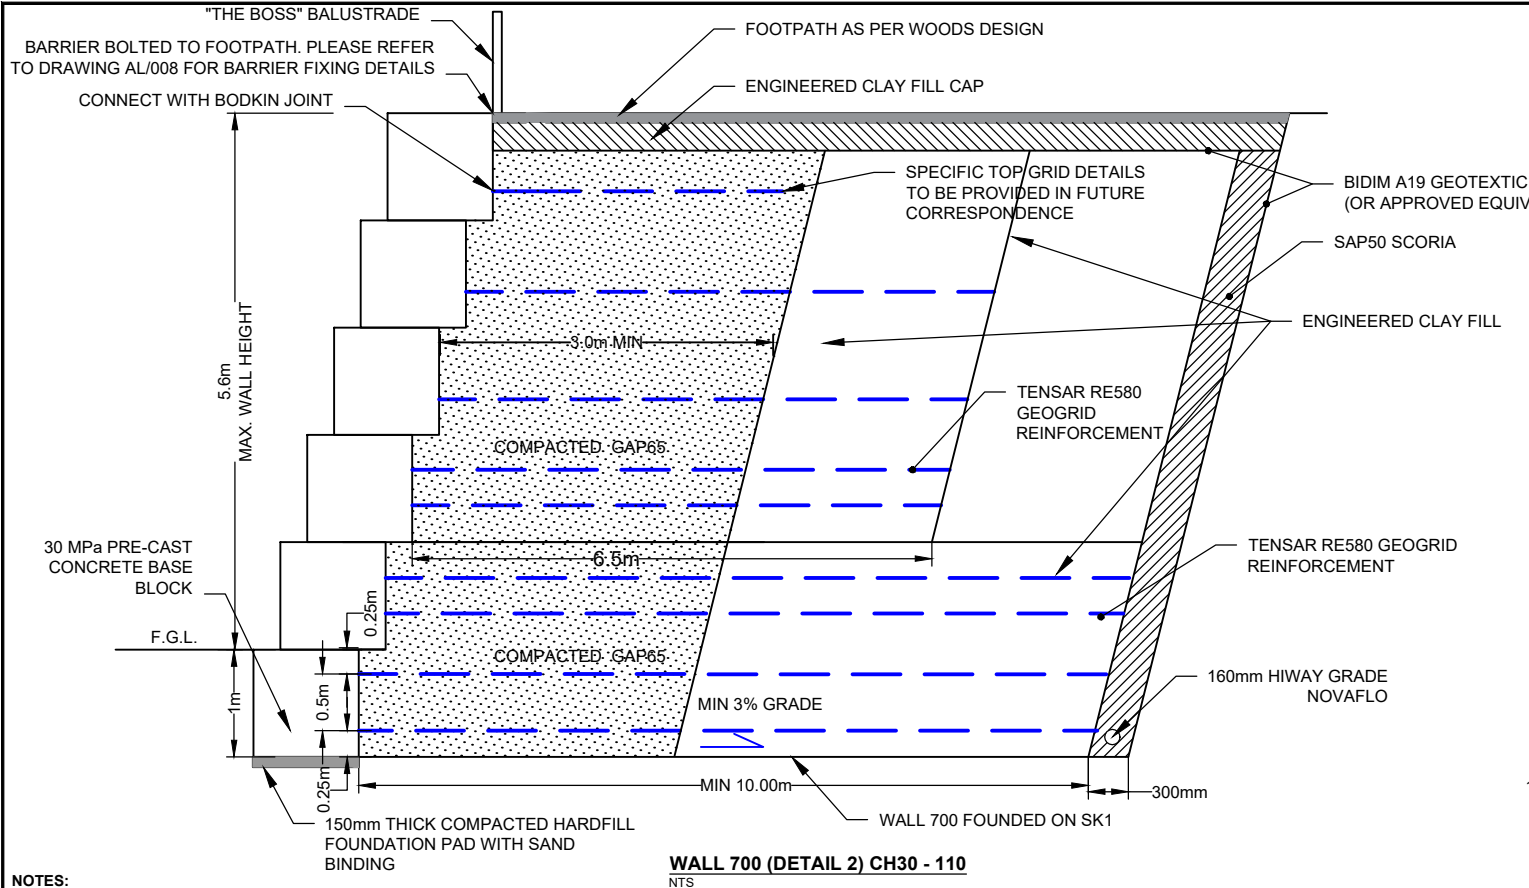 "THE BOSS" BALUSTRADE
BARRIER BOLTED TO FOOTPATH. PLEASE REFER
TO DRAWING AL/008 FOR BARRIER FIXING DETAILS
CONNECT WITH BODKIN JOINT
FOOTPATH AS PER WOODS DESIGN
ENGINEERED CLAY FILL CAP
SPECIFIC TOP GRID DETAILS
TO BE PROVIDED IN FUTURE
CORRESPONDENCE
BIDIM A19 GEOTEXTIC
(OR APPROVED EQUIV
SAP50 SCORIA
ENGINEERED CLAY FILL
5.6m
MAX. WALL HEIGHT
3.0m MIN
TENSAR RE580
GEOGRID
REINFORCEMENT
COMPACTED GAP65
6.5m
30 MPa PRE-CAST
CONCRETE BASE
BLOCK
TENSAR RE580 GEOGRID
REINFORCEMENT
0.25m
F.G.L.
COMPACTED GAP65
1m
0.5m
MIN 3% GRADE
160mm HIWAY GRADE
NOVAFLO
0.25m
MIN 10.00m
300mm
150mm THICK COMPACTED HARDFILL
FOUNDATION PAD WITH SAND
BINDING
WALL 700 FOUNDED ON SK1
WALL 700 (DETAIL 2) CH30 - 110
NTS
NOTES: